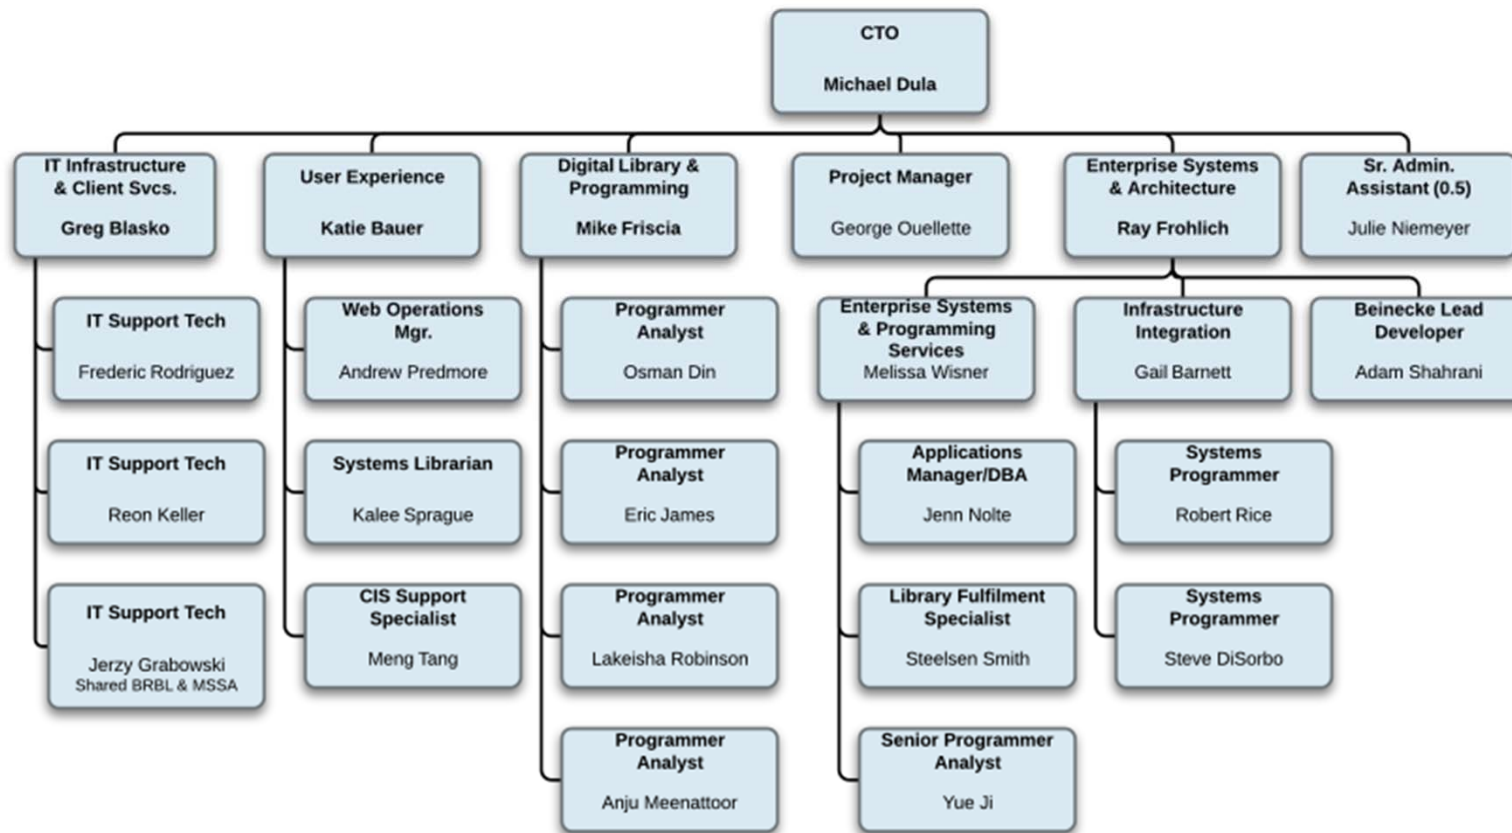 CTO
Michael Dula
IT Infrastructure
& Client Svcs.
Greg Blasko
User Experience
Katie Bauer
Digital Library &
Programming
Mike Friscia
Project Manager
George Ouellette
Enterprise Systems
& Architecture
Ray Frohlich
Sr. Admin.
Assistant (0.5)
Julie Niemeyer
IT Support Tech
Frederic Rodriguez
Web Operations
Mgr.
Andrew Predmore
Programmer
Analyst
Osman Din
Enterprise Systems
& Programming
Services
Melissa Wisner
Infrastructure
Integration
Gail Barnett
Beinecke Lead
Developer
Adam Shahrani
IT Support Tech
Reon Keller
Systems Librarian
Kalee Sprague
Programmer
Analyst
Eric James
Applications
Manager/DBA
Jenn Nolte
Systems
Programmer
Robert Rice
IT Support Tech
Jerzy Grabowski
Shared BRBL & MSSA
CIS Support
Specialist
Meng Tang
Programmer
Analyst
Lakeisha Robinson
Library Fulfilment
Specialist
Steelsen Smith
Systems
Programmer
Steve DiSorbo
Programmer
Analyst
Anju Meenattoor
Senior Programmer
Analyst
Yue Ji